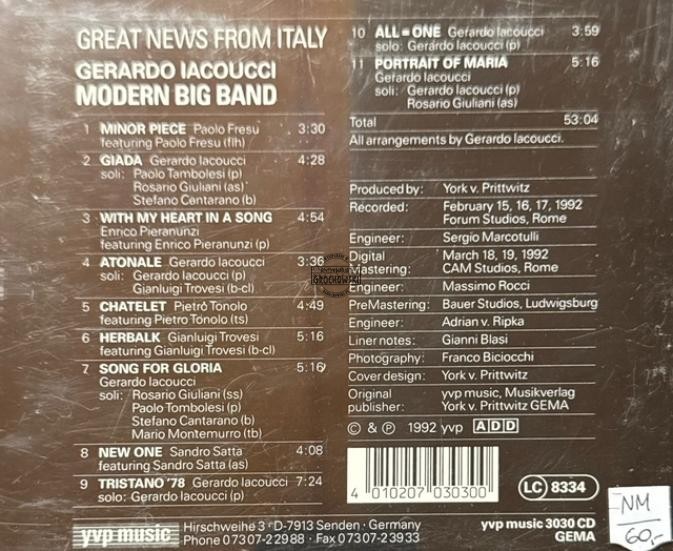 GREAT NEWS FROM ITALY
GERARDO IACOUCCI
MODERN BIG BAND
1 MINOR PIECE Paolo Fresu 3:30
featuring Paolo Fresu (flh)
2 GIADA Gerardo Iacoucci 4:28
soli: Paolo Tambolesi (p)
Rosario Giuliani (as)
Stefano Cantarano (b)
3 WITH MY HEART IN A SONG 4:54
Enrico Pieranunzi
featuring Enrico Pieranunzi (p)
4 ATONALE Gerardo Iacoucci 3:36
soli: Gerardo Iacoucci (p)
Gianluigi Trovesi (b-cl)
5 CHATELET Pietro Tonolo 4:49
featuring Pietro Tonolo (ts)
6 HERBALK Gianluigi Trovesi 5:16
featuring Gianluigi Trovesi (b-cl)
7 SONG FOR GLORIA 5:16
Gerardo Iacoucci
soli: Rosario Giuliani (ss)
Paolo Tombolesi (p)
Stefano Cantarano (b)
Mario Montemurro (tb)
8 NEW ONE Sandro Satta 4:08
featuring Sandro Satta (as)
9 TRISTANO '78 Gerardo Iacoucci 7:24
solo: Gerardo Iacoucci (p)
10 ALL = ONE Gerardo Iacoucci 3:59
solo: Gerardo Iacoucci (p)
11 PORTRAIT OF MARIA 5:16
Gerardo Iacoucci
soli: Gerardo Iacoucci (p)
Rosario Giuliani (as)
Total 53:04
All arrangements by Gerardo Iacoucci.
Produced by: York v. Prittwitz
Recorded: February 15, 16, 17, 1992
Forum Studios, Rome
Engineer: Sergio Marcotulli
Digital March 18, 19, 1992
Mastering: CAM Studios, Rome
Engineer: Massimo Rocci
PreMastering: Bauer Studios, Ludwigsburg
Engineer: Adrian v. Ripka
Liner notes: Gianni Blasi
Photography: Franco Biciocchi
Cover design: York v. Prittwitz
Original yvp music, Musikverlag
publisher: York v. Prittwitz GEMA
© & ℗ 1992 yvp ADD
4 010207 030300
LC 8334
NM
60,-
yvp music
Hirschweihe 3 · D-7913 Senden · Germany
Phone 07307-22988 · Fax 07307-23933
yvp music 3030 CD
GEMA